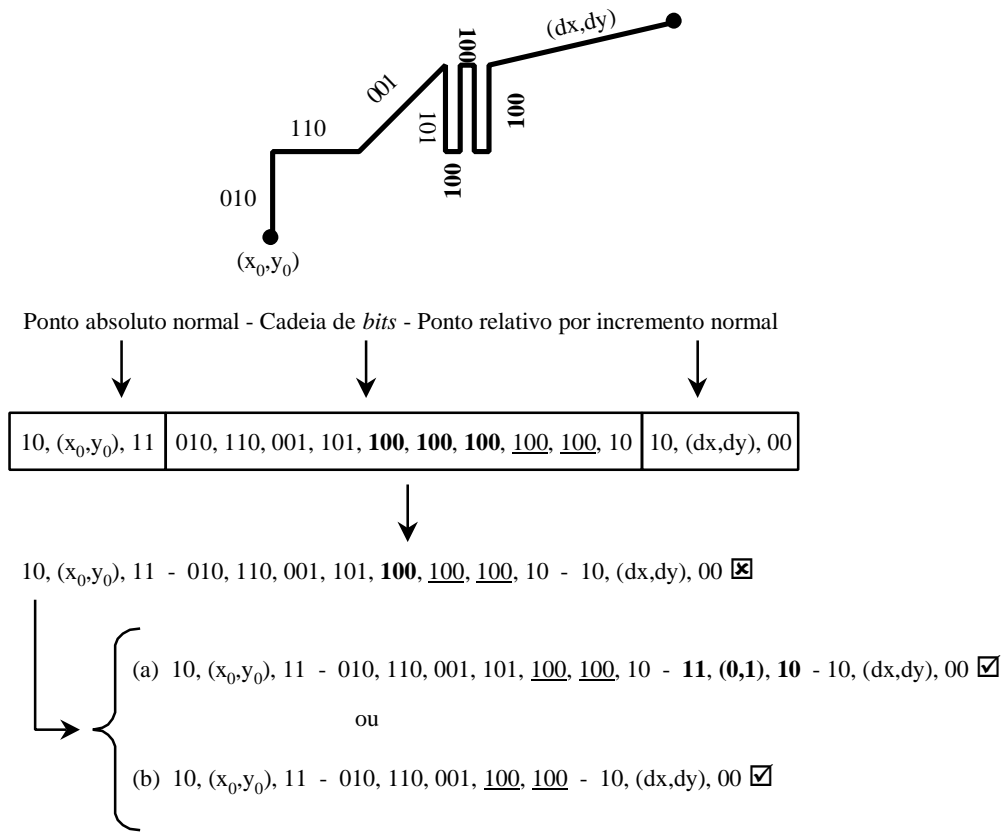 (dx,dy)
100
001
101
100
110
100
010
(x0,y0)
Ponto absoluto normal - Cadeia de bits - Ponto relativo por incremento normal
10, (x0,y0), 11 010, 110, 001, 101, 100, 100, 100, 100, 100, 10 10, (dx,dy), 00
10, (x0,y0), 11 - 010, 110, 001, 101, 100, 100, 100, 10 - 10, (dx,dy), 00 ☒
(a) 10, (x0,y0), 11 - 010, 110, 001, 101, 100, 100, 10 - 11, (0,1), 10 - 10, (dx,dy), 00 ☑
ou
(b) 10, (x0,y0), 11 - 010, 110, 001, 100, 100 - 10, (dx,dy), 00 ☑